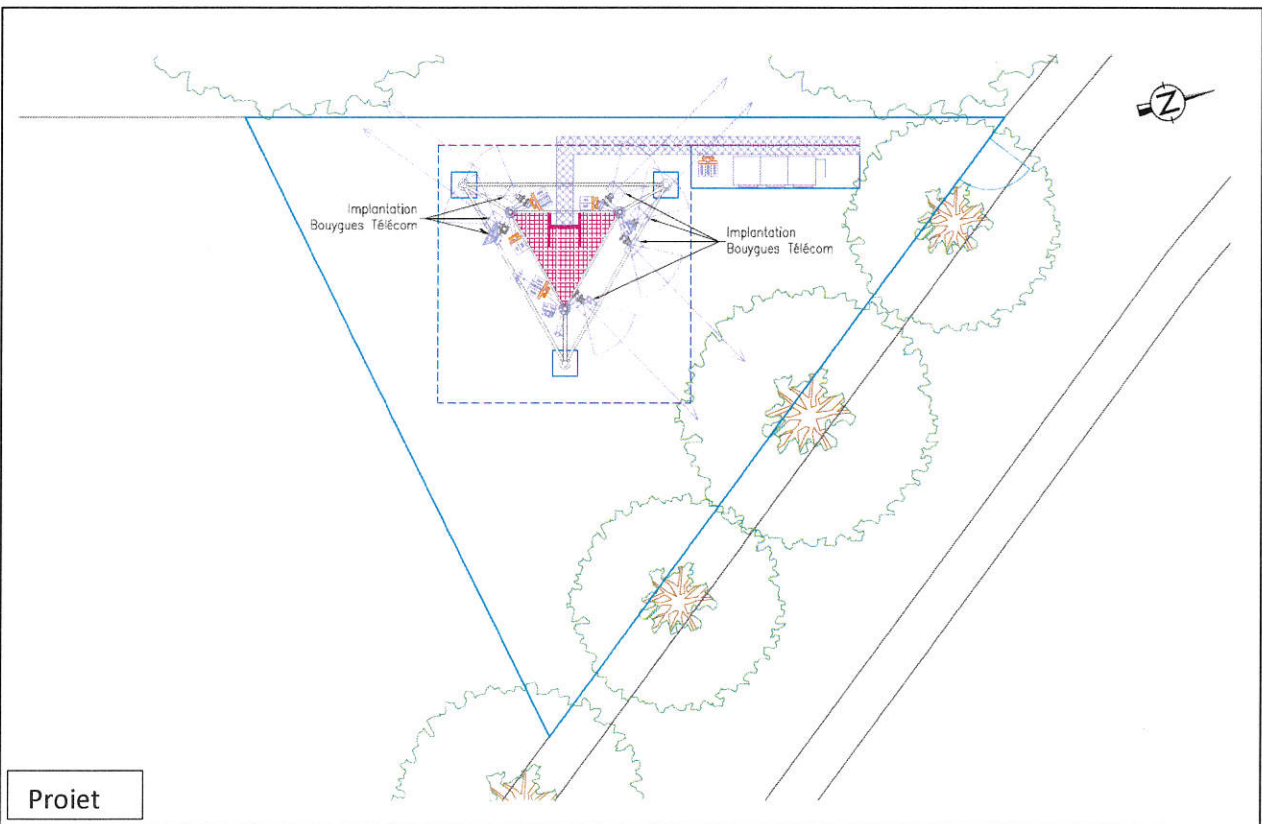 N
Implantation
Bouygues Télécom
Implantation
Bouygues Télécom
Projet